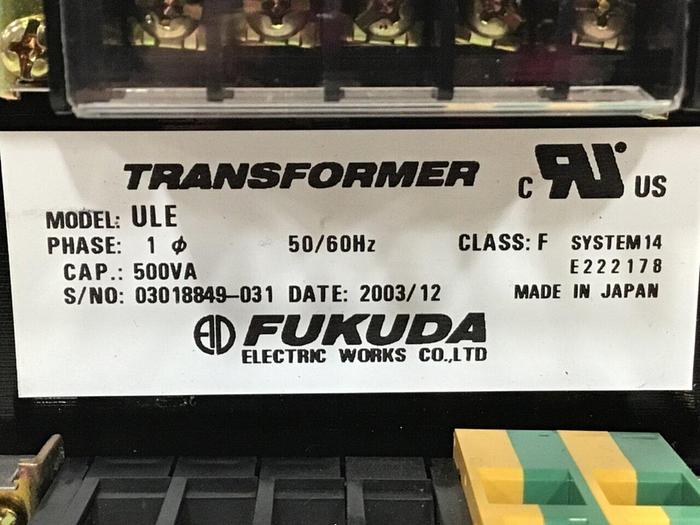 TRANSFORMER
C RU US
MODEL: ULE
PHASE: 1 φ 50/60Hz CLASS: F SYSTEM14
CAP.: 500VA E222178
S/NO: 03018849-031 DATE: 2003/12 MADE IN JAPAN
FUKUDA
ELECTRIC WORKS CO.,LTD